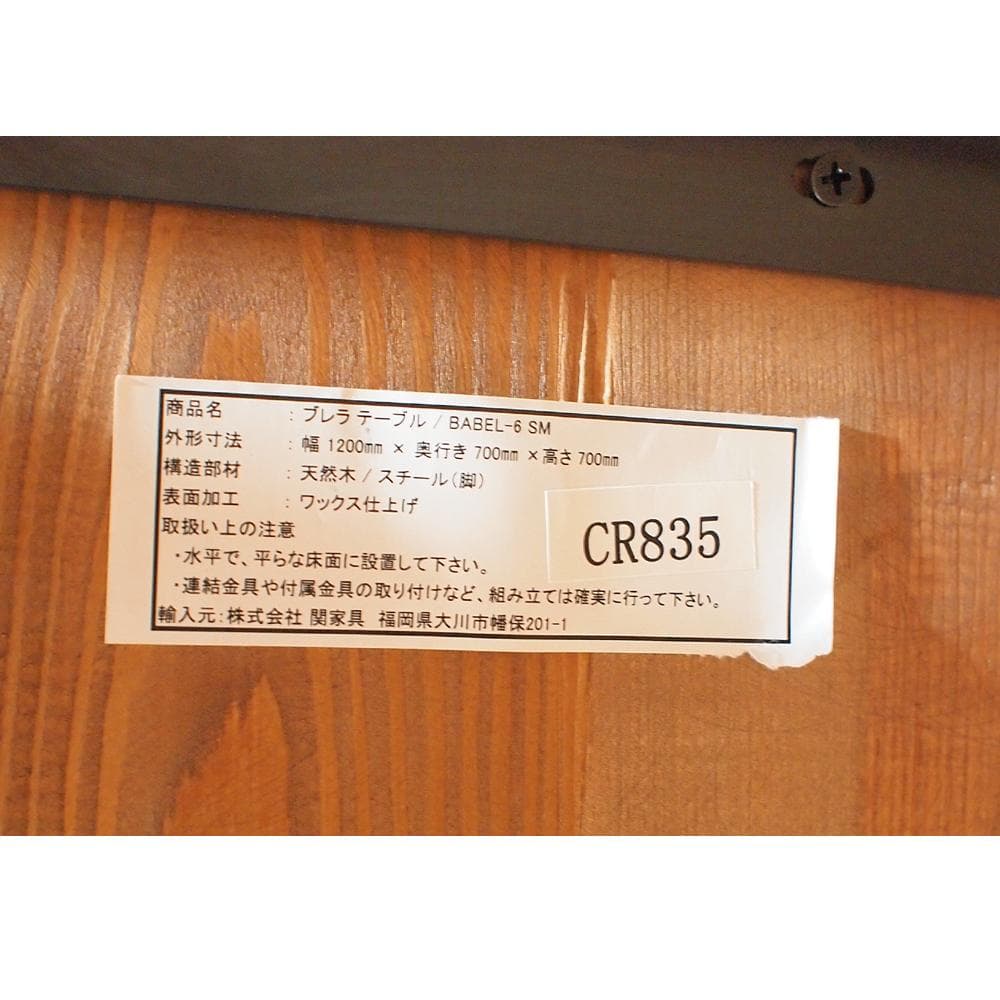 商品名 : ブレラ テーブル / BABEL-6 SM
外形寸法 : 幅 1200mm × 奥行き 700mm × 高さ 700mm
構造部材 : 天然木 / スチール(脚)
表面加工 : ワックス仕上げ
取扱い上の注意
・水平で、平らな床面に設置して下さい。
・連結金具や付属金具の取り付けなど、組み立ては確実に行って下さい。
輸入元:株式会社 関家具 福岡県大川市幡保201-1
CR835